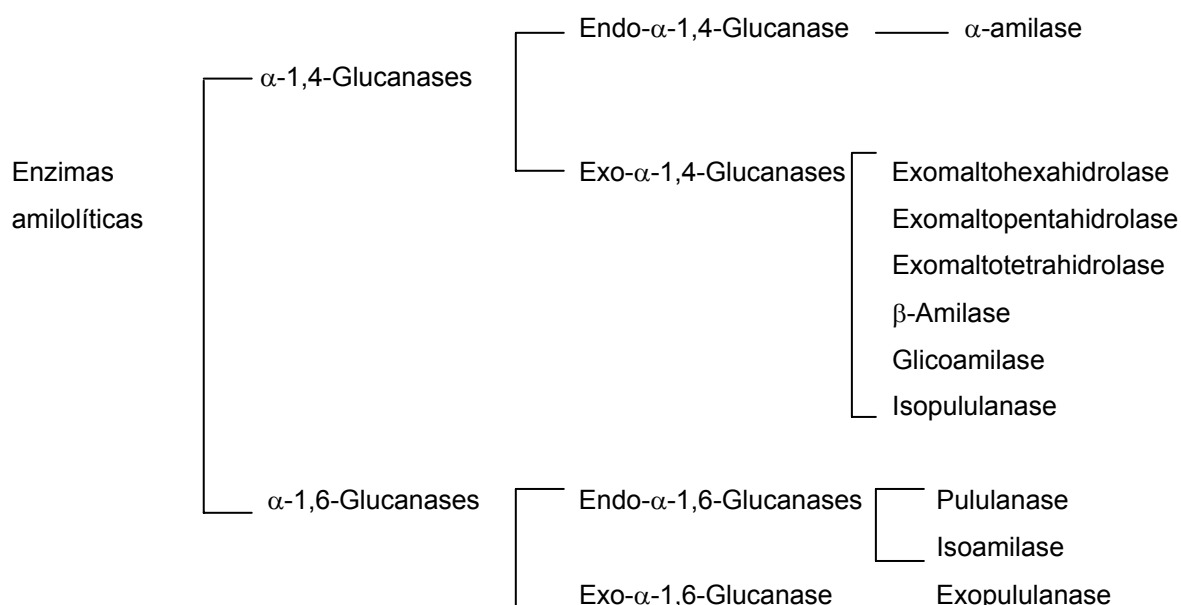 Endo-α-1,4-Glucanase α-amilase
α-1,4-Glucanases
Enzimas
amilolíticas
Exo-α-1,4-Glucanases
Exomaltohexahidrolase
Exomaltopentahidrolase
Exomaltotetrahidrolase
β-Amilase
Glicoamilase
Isopululanase
α-1,6-Glucanases
Endo-α-1,6-Glucanases
Pululanase
Isoamilase
Exo-α-1,6-Glucanase Exopululanase